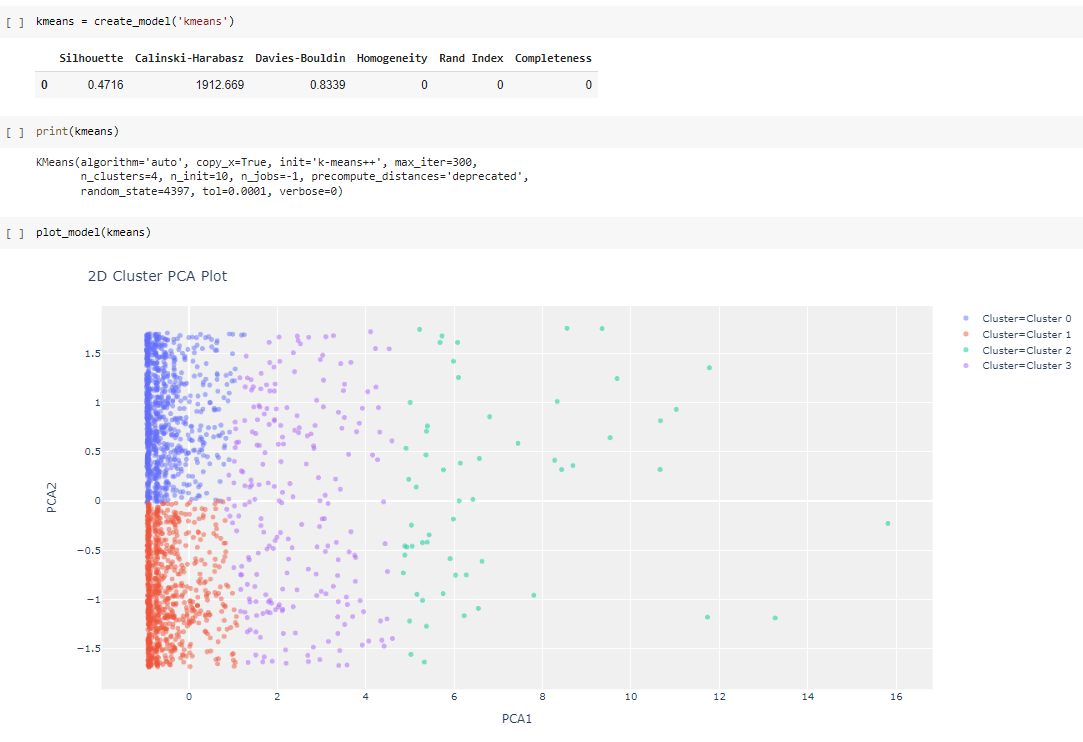 [ ] kmeans = create_model('kmeans')
Silhouette Calinski-Harabasz Davies-Bouldin Homogeneity Rand Index Completeness
0 0.4716 1912.669 0.8339 0 0 0
[ ] print(kmeans)
KMeans(algorithm='auto', copy_x=True, init='k-means++', max_iter=300,
n_clusters=4, n_init=10, n_jobs=-1, precompute_distances='deprecated',
random_state=4397, tol=0.0001, verbose=0)
[ ] plot_model(kmeans)
2D Cluster PCA Plot
Cluster=Cluster 0
Cluster=Cluster 1
Cluster=Cluster 2
Cluster=Cluster 3
PCA2
1.5
1
0.5
0
−0.5
−1
−1.5
0 2 4 6 8 10 12 14 16
PCA1